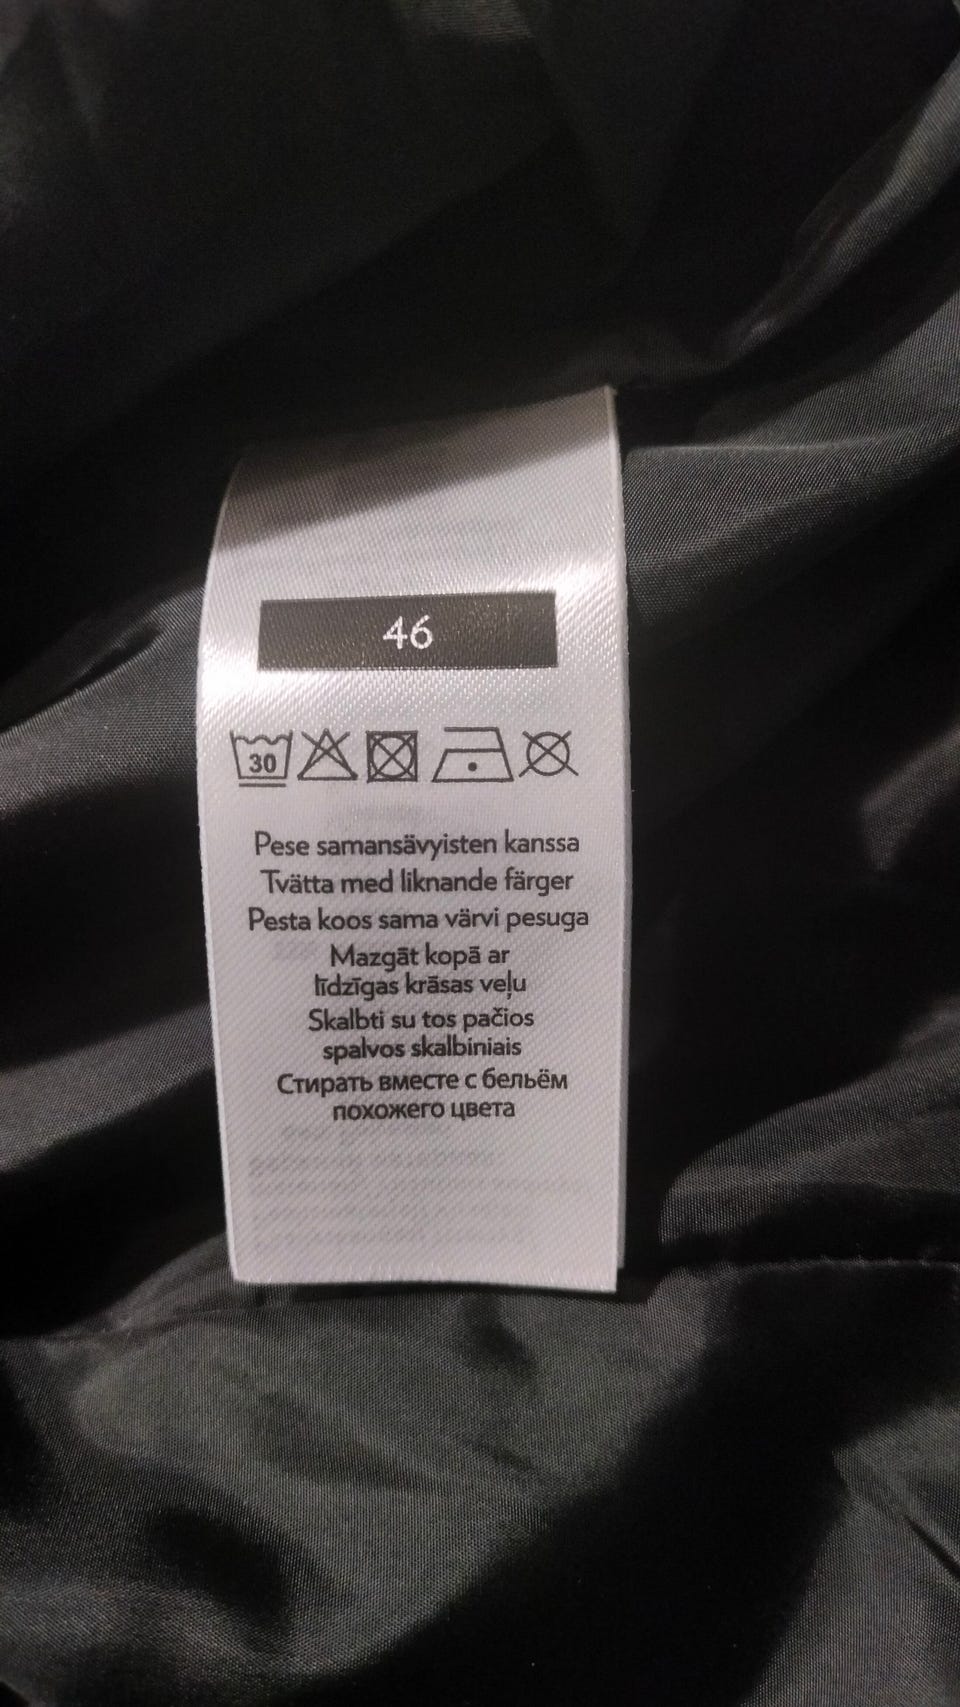 46
30
Pese samansävyisten kanssa
Tvätta med liknande färger
Pesta koos sama värvi pesuga
Mazgāt kopā ar
līdzīgas krāsas veļu
Skalbti su tos pačios
spalvos skalbiniais
Стирать вместе с бельём
похожего цвета